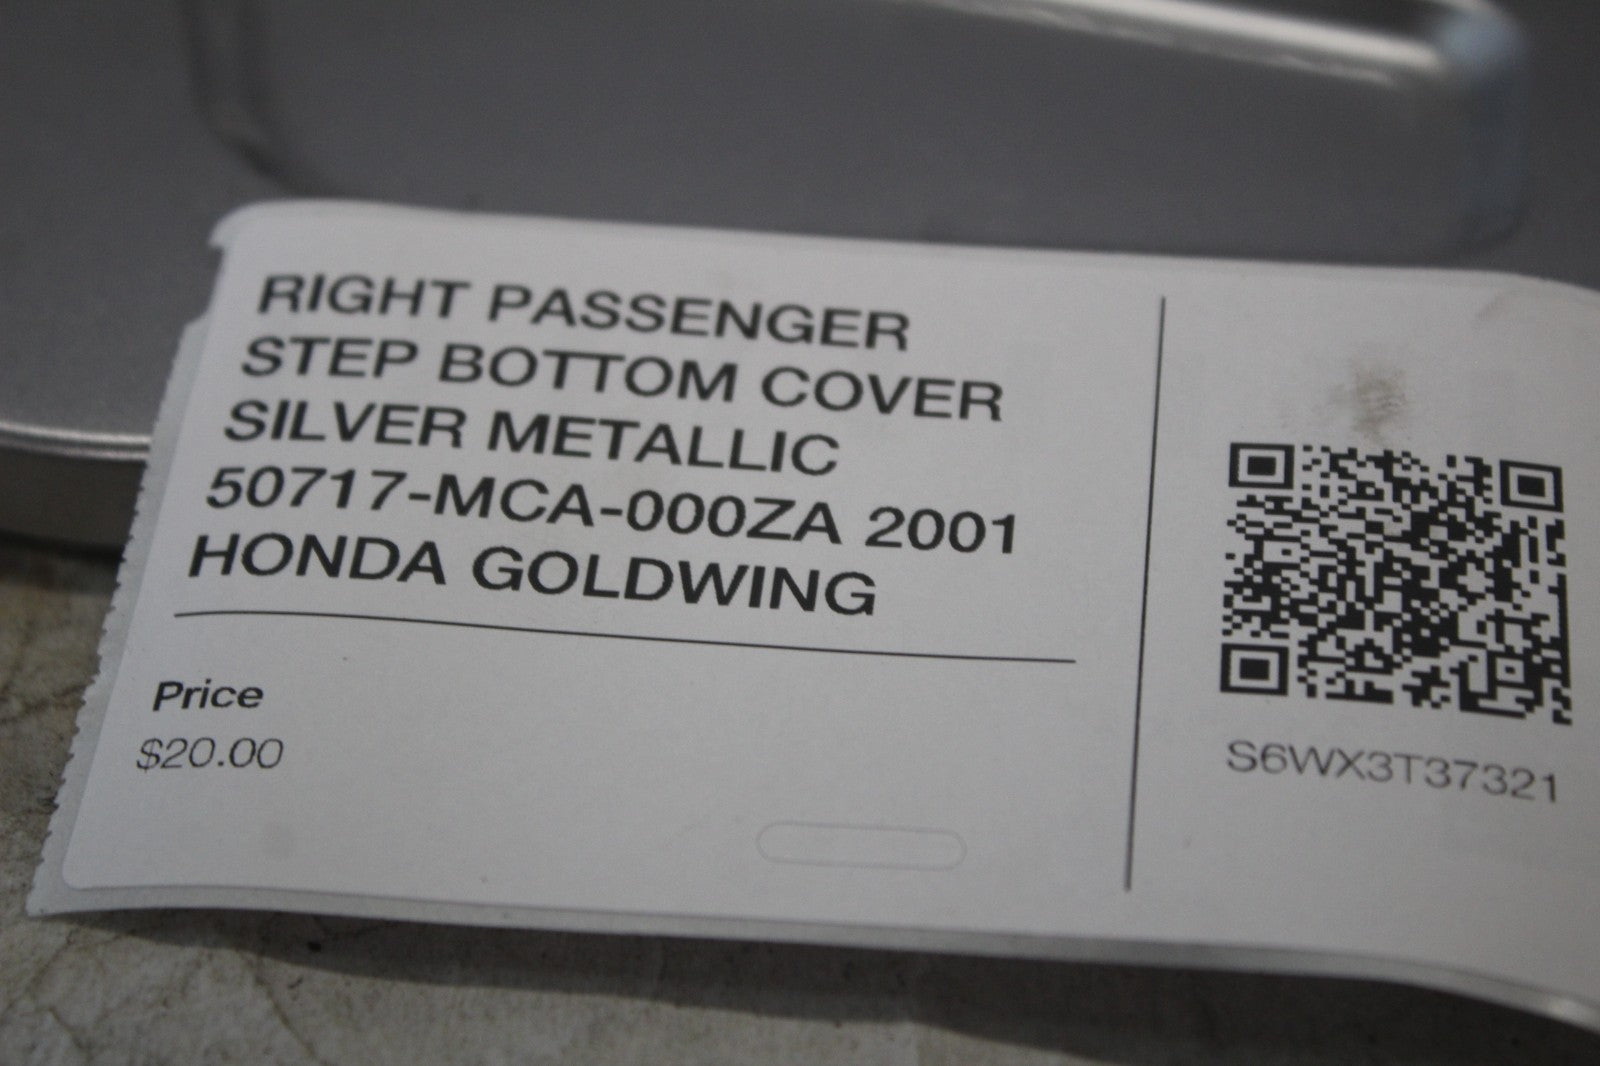 RIGHT PASSENGER
STEP BOTTOM COVER
SILVER METALLIC
50717-MCA-000ZA 2001
HONDA GOLDWING
Price
$20.00
S6WX3T37321